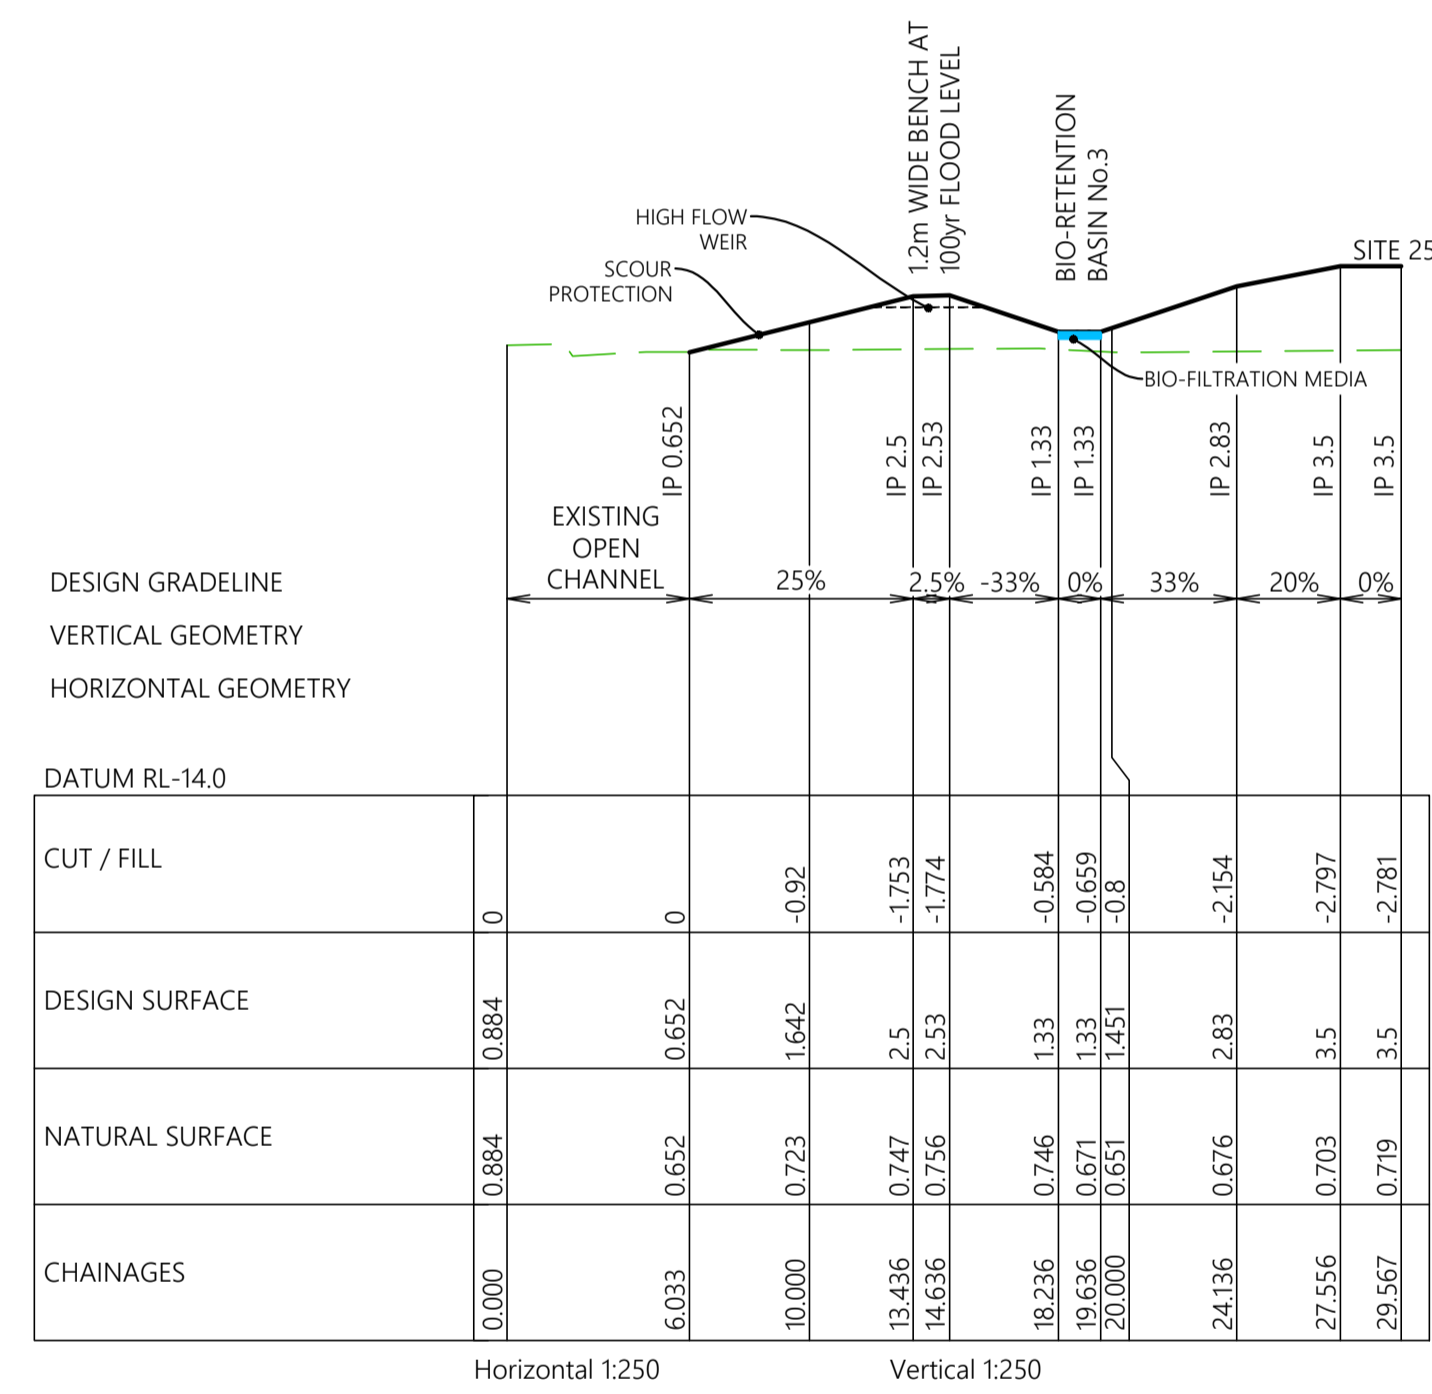 1.2m WIDE BENCH AT
100yr FLOOD LEVEL
BIO-RETENTION
BASIN No.3
HIGH FLOW
WEIR
SITE 25
SCOUR
PROTECTION
BIO-FILTRATION MEDIA
IP 0.652
IP 2.5
IP 2.53
IP 1.33
IP 1.33
IP 2.83
IP 3.5
IP 3.5
EXISTING
OPEN
CHANNEL
DESIGN GRADELINE 25% 2.5% -33% 0% 33% 20% 0%
VERTICAL GEOMETRY
HORIZONTAL GEOMETRY
DATUM RL-14.0
CUT / FILL 0 0 -0.92 -1.753 -1.774 -0.584 -0.659 -0.8 -2.154 -2.797 -2.781
DESIGN SURFACE 0.884 0.652 1.642 2.5 2.53 1.33 1.33 1.451 2.83 3.5 3.5
NATURAL SURFACE 0.884 0.652 0.723 0.747 0.756 0.746 0.671 0.651 0.676 0.703 0.719
CHAINAGES 0.000 6.033 10.000 13.436 14.636 18.236 19.636 20.000 24.136 27.556 29.567
Horizontal 1:250 Vertical 1:250